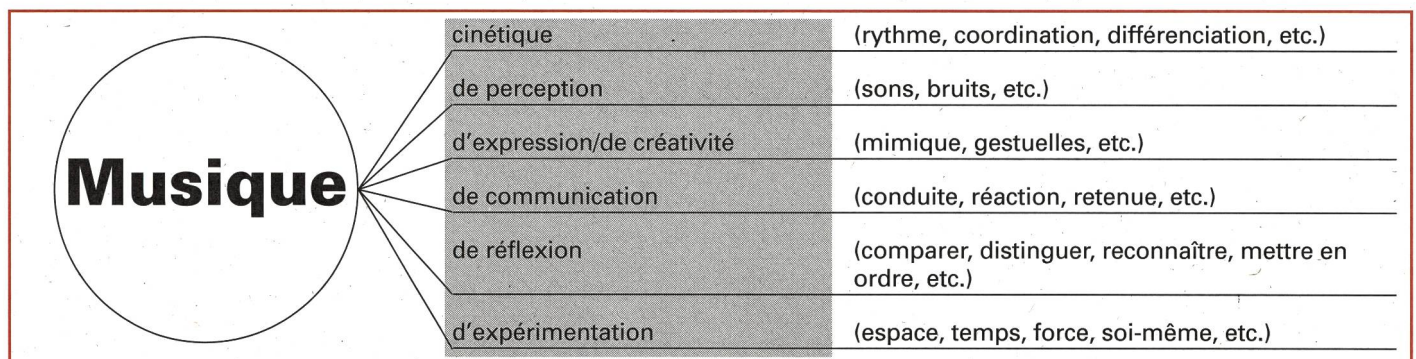 Musique
cinétique (rythme, coordination, différenciation, etc.)
de perception (sons, bruits, etc.)
d'expression/de créativité (mimique, gestuelles, etc.)
de communication (conduite, réaction, retenue, etc.)
de réflexion (comparer, distinguer, reconnaître, mettre en
ordre, etc.)
d'expérimentation (espace, temps, force, soi-même, etc.)